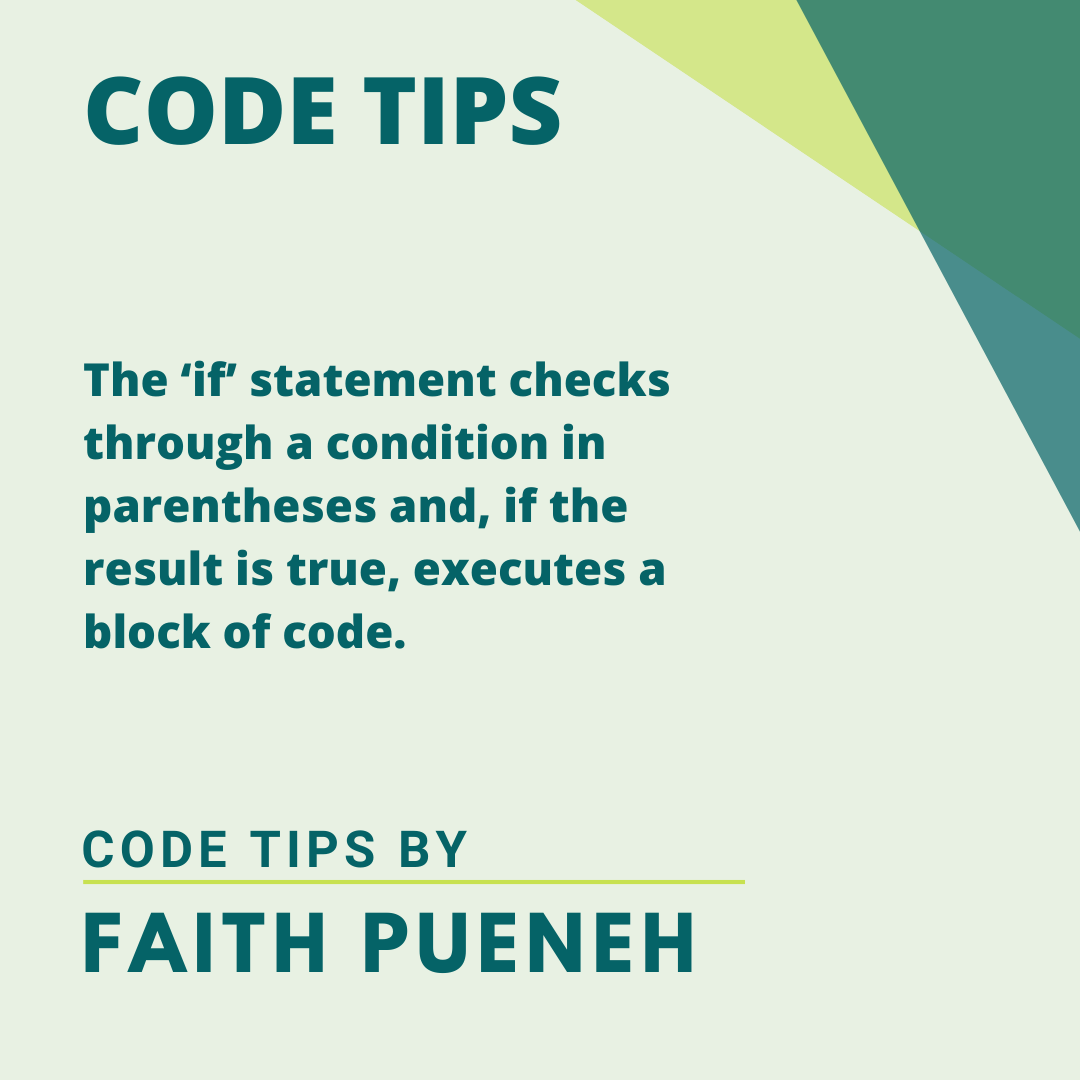 CODE TIPS
The ‘if’ statement checks
through a condition in
parentheses and, if the
result is true, executes a
block of code.
CODE TIPS BY
FAITH PUENEH